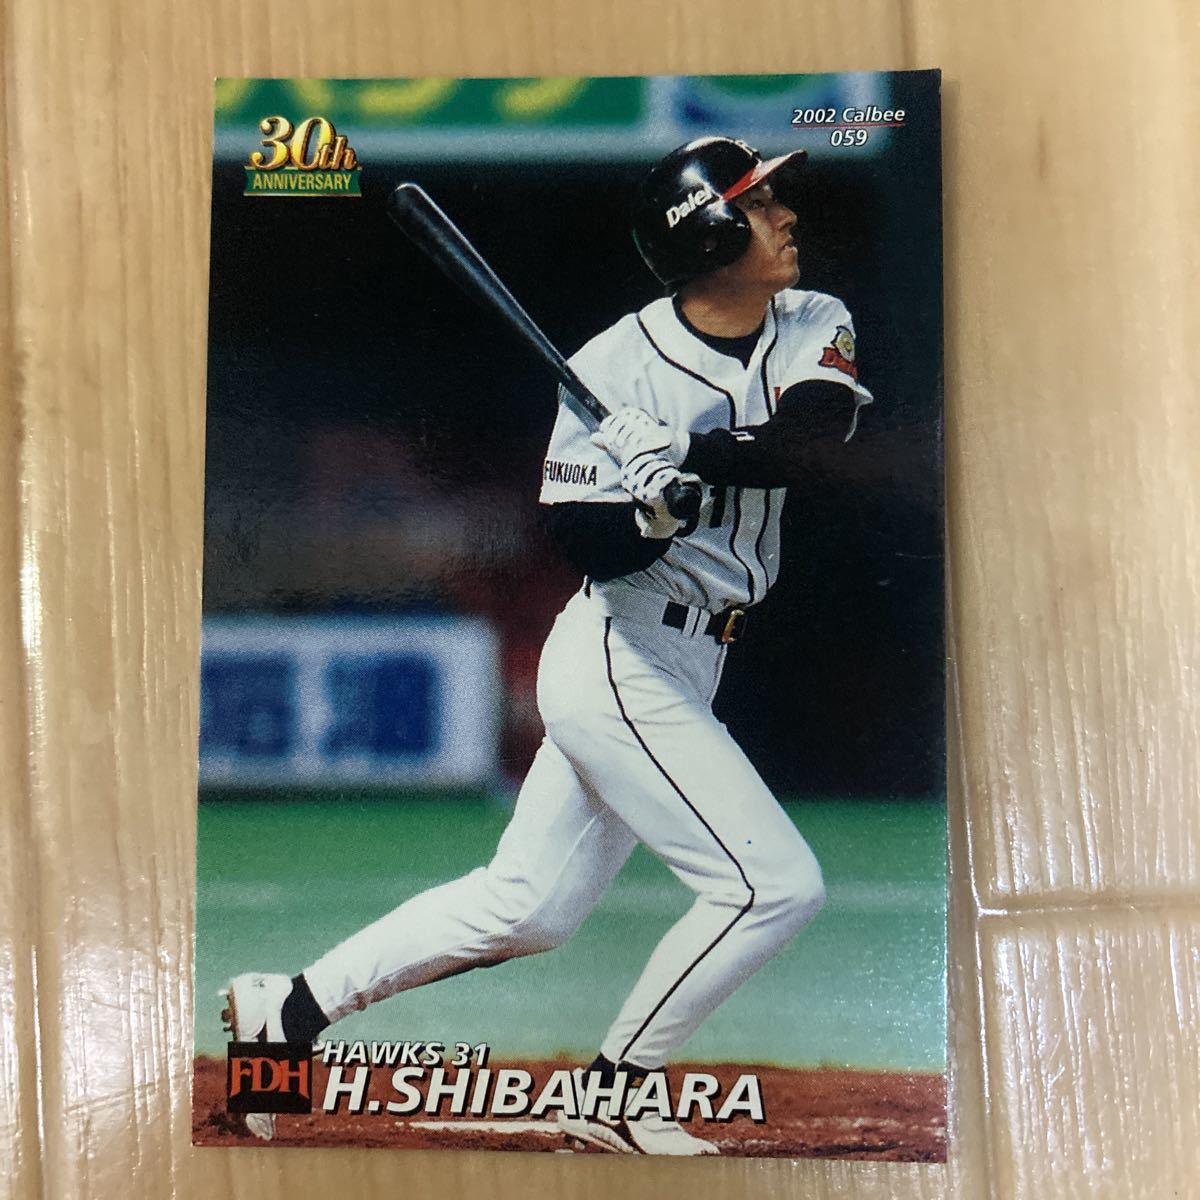 30th
ANNIVERSARY
2002 Calbee
059
Daiei
FUKUOKA
HAWKS 31
FDH
H.SHIBAHARA